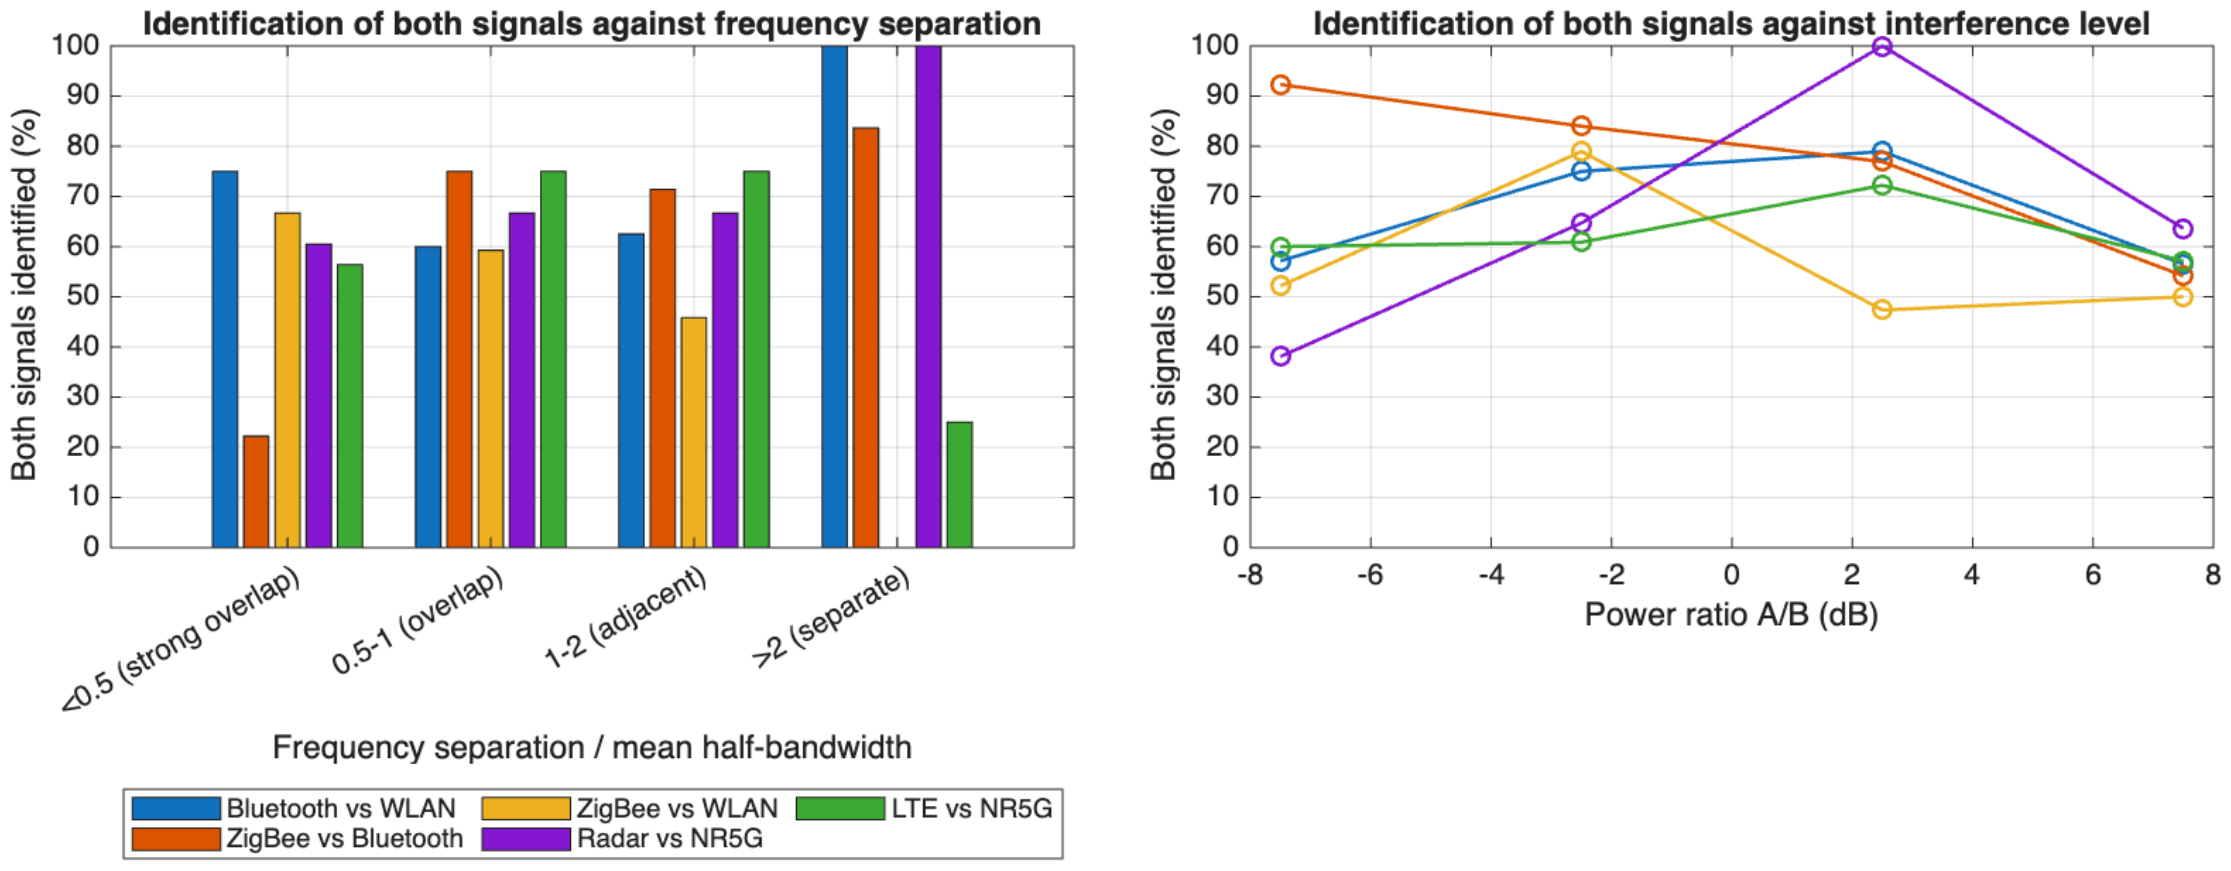 Identification of both signals against frequency separation
Both signals identified (%)
100
90
80
70
60
50
40
30
20
10
0
<0.5 (strong overlap)
0.5-1 (overlap)
1-2 (adjacent)
>2 (separate)
Frequency separation / mean half-bandwidth
Bluetooth vs WLAN
ZigBee vs WLAN
LTE vs NR5G
ZigBee vs Bluetooth
Radar vs NR5G
Identification of both signals against interference level
Both signals identified (%)
100
90
80
70
60
50
40
30
20
10
0
-8
-6
-4
-2
0
2
4
6
8
Power ratio A/B (dB)